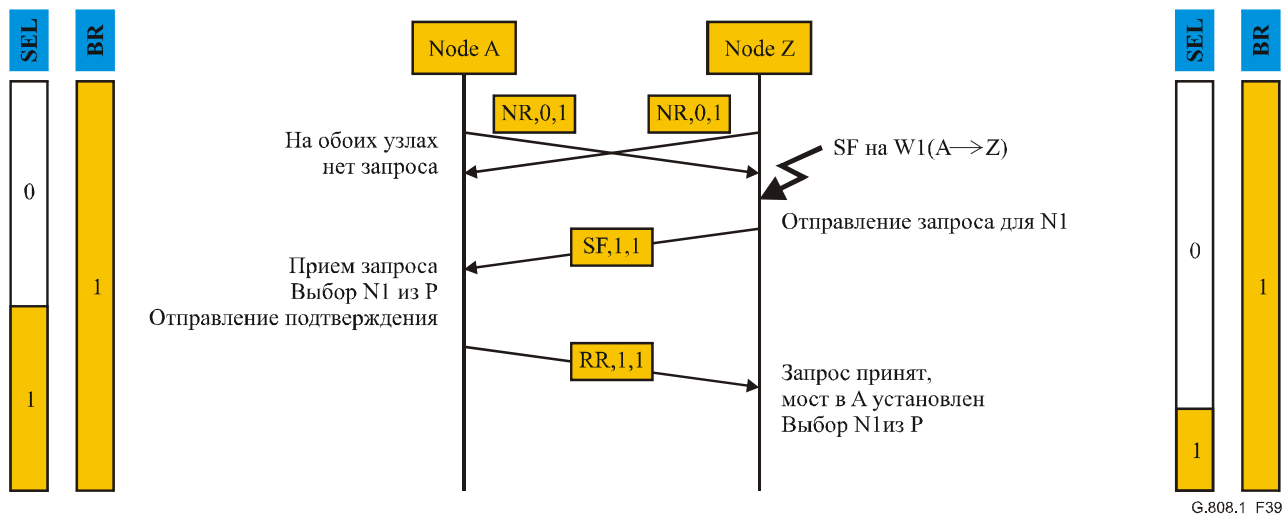 SEL
BR
Node A
Node Z
SEL
BR
NR,0,1
NR,0,1
На обоих узлах
нет запроса
SF на W1(A→Z)
0
Отправление запроса для N1
SF,1,1
0
Прием запроса
Выбор N1 из P
Отправление подтверждения
1
1
RR,1,1
1
Запрос принят,
мост в А установлен
Выбор N1из P
1
G.808.1_F39